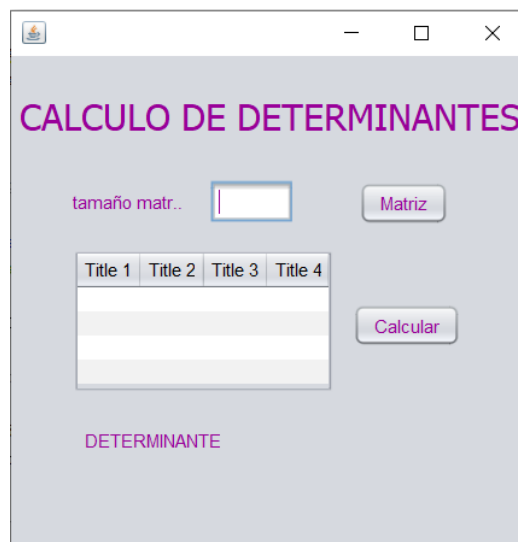 CALCULO DE DETERMINANTES
tamaño matr.. Matriz
Title 1 Title 2 Title 3 Title 4
Calcular
DETERMINANTE